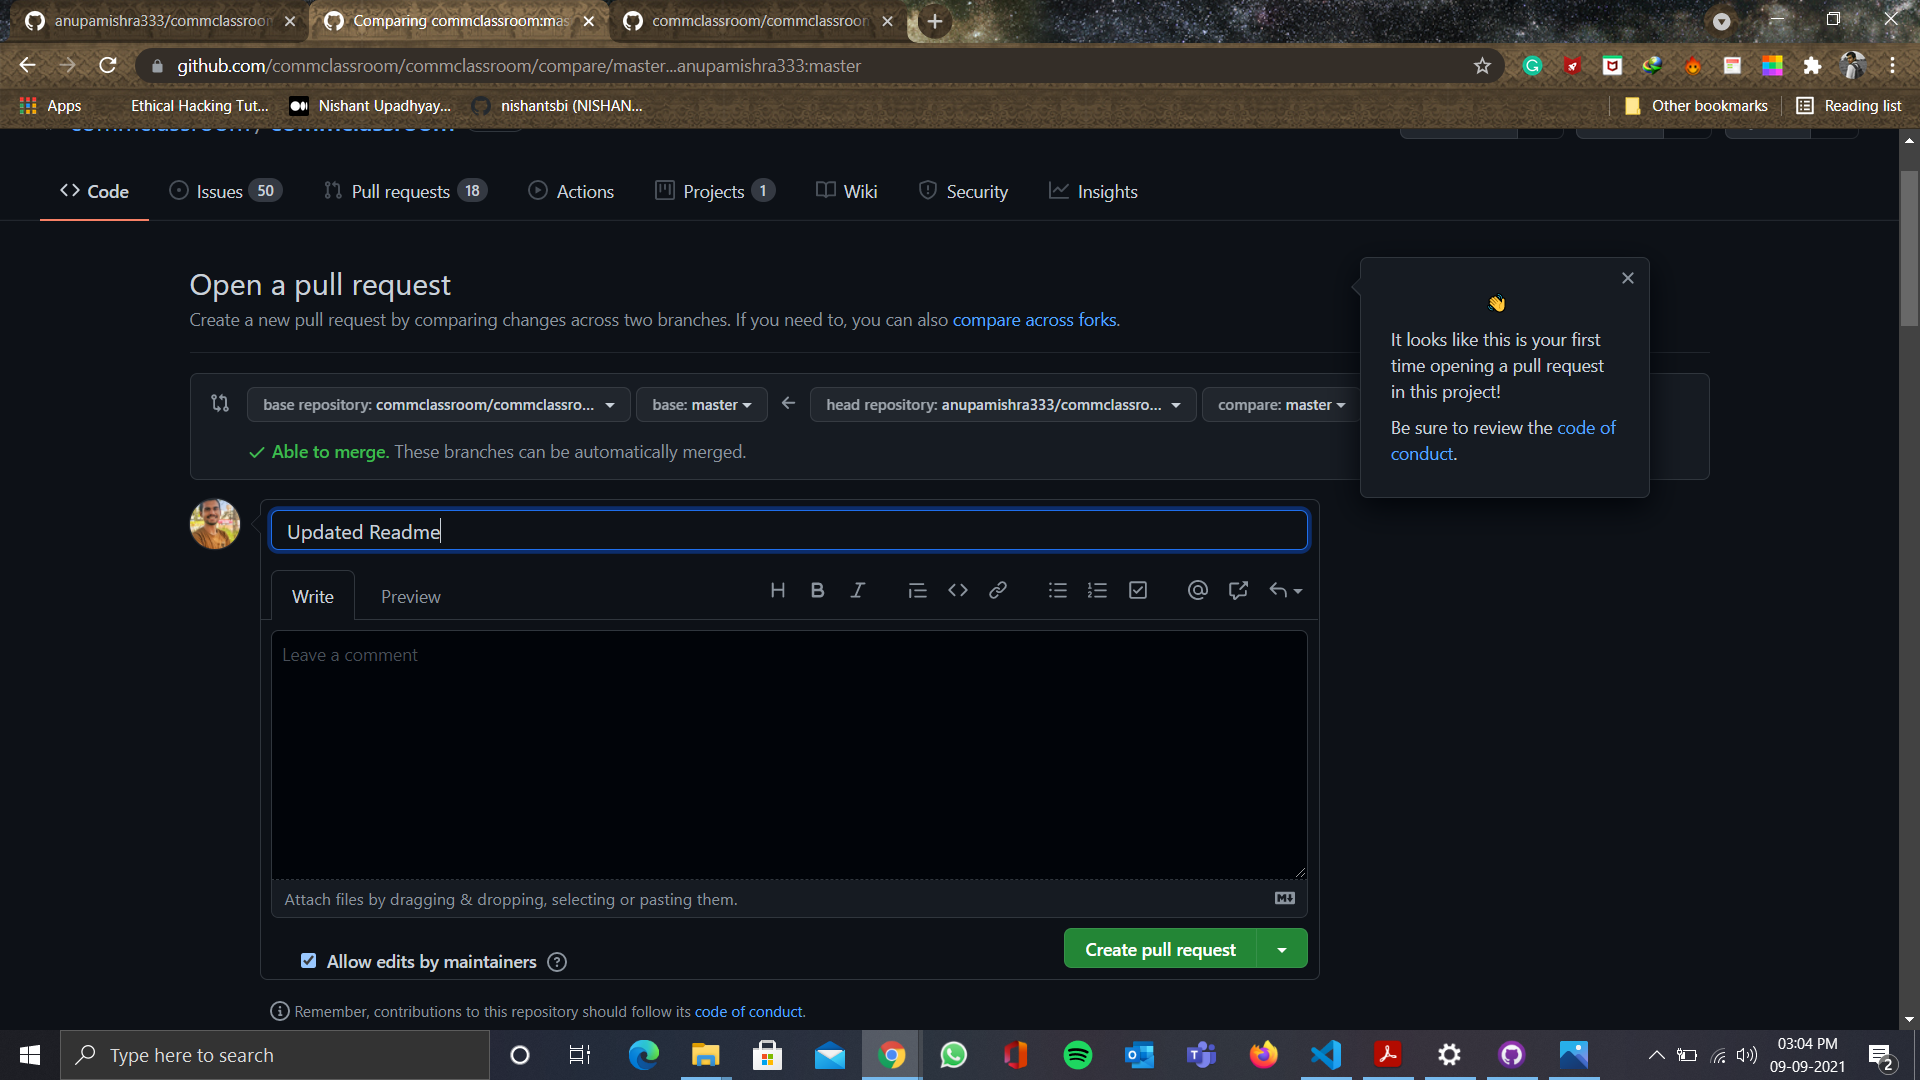 anupamishra333/commclassroom
Comparing commclassroom:mas
commclassroom/commclassroom
github.com/commclassroom/commclassroom/compare/master...anupamishra333:master
Apps
Ethical Hacking Tut...
Nishant Upadhyay...
nishantsbi (NISHAN...
Other bookmarks
Reading list
commclassroom / commclassroom
Code
Issues 50
Pull requests 18
Actions
Projects 1
Wiki
Security
Insights
Open a pull request
Create a new pull request by comparing changes across two branches. If you need to, you can also compare across forks.
base repository: commclassroom/commclassro...
base: master
head repository: anupamishra333/commclassro...
compare: master
Able to merge. These branches can be automatically merged.
👋
It looks like this is your first
time opening a pull request
in this project!
Be sure to review the code of
conduct.
Updated Readme
Write
Preview
Leave a comment
Attach files by dragging & dropping, selecting or pasting them.
Allow edits by maintainers
Create pull request
Remember, contributions to this repository should follow its code of conduct.
Type here to search
03:04 PM
09-09-2021
2